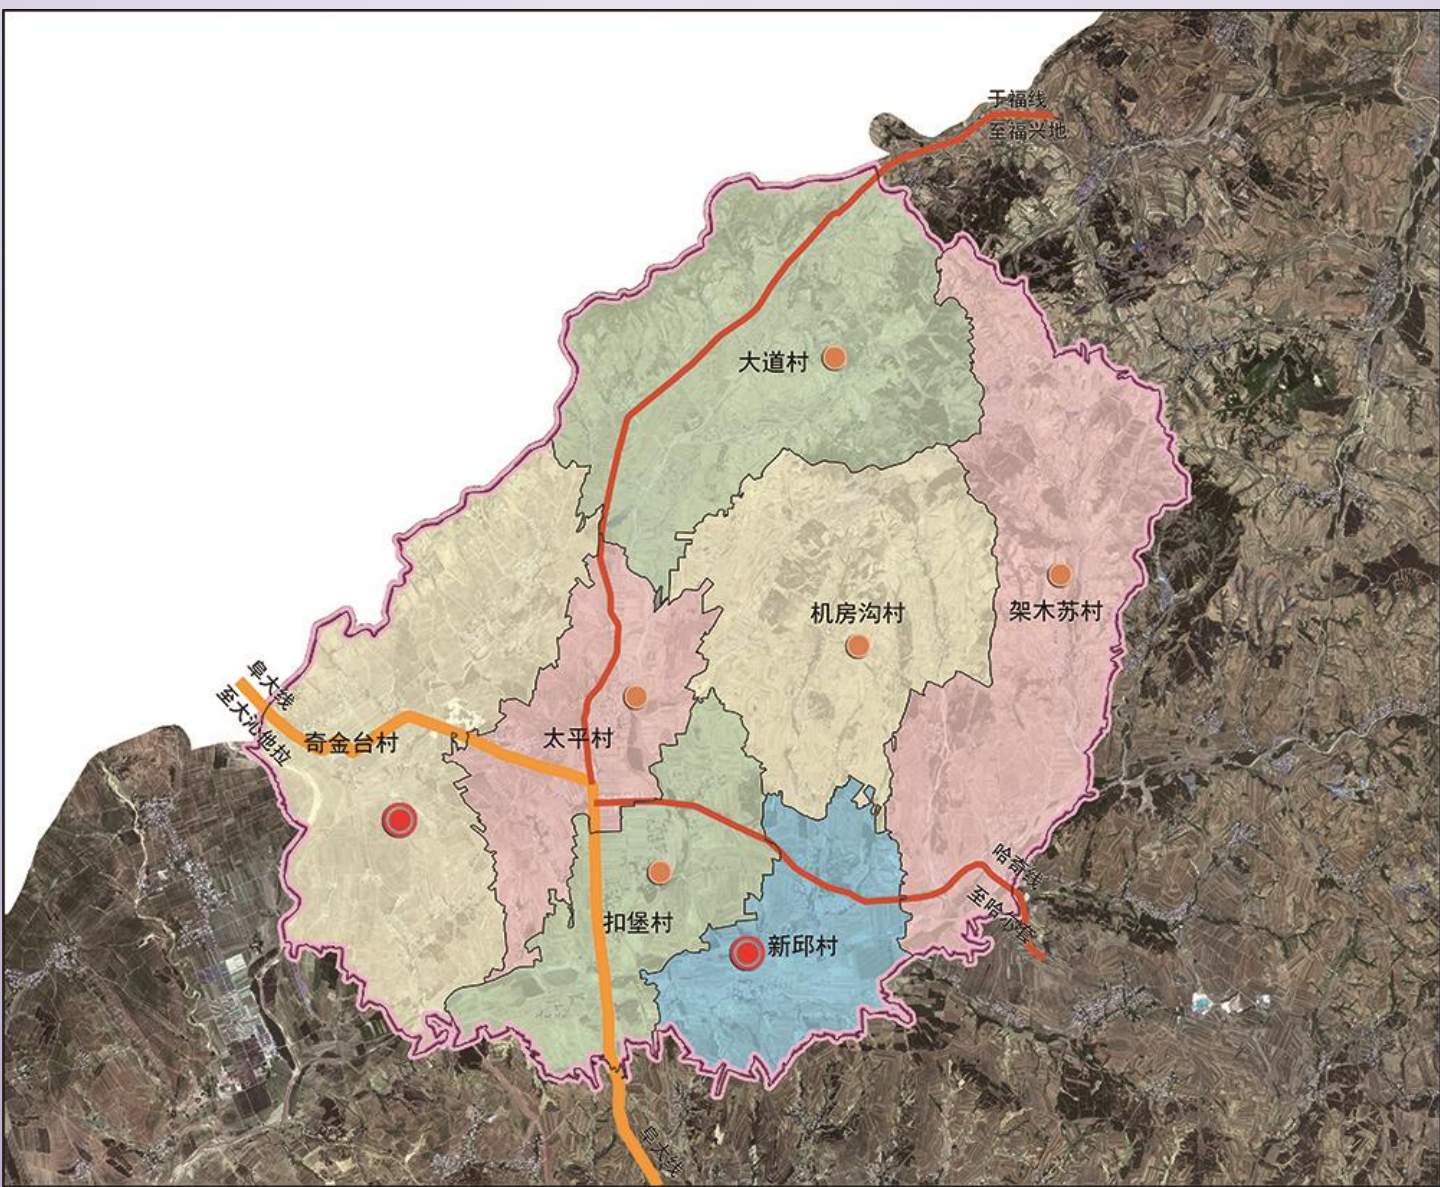 于福线
至福兴地
大道村
机房沟村
架木苏村
阜大线
至大沁他拉
奇金台村
太平村
哈奇线
至哈尔套
扣堡村
新邱村
阜大线